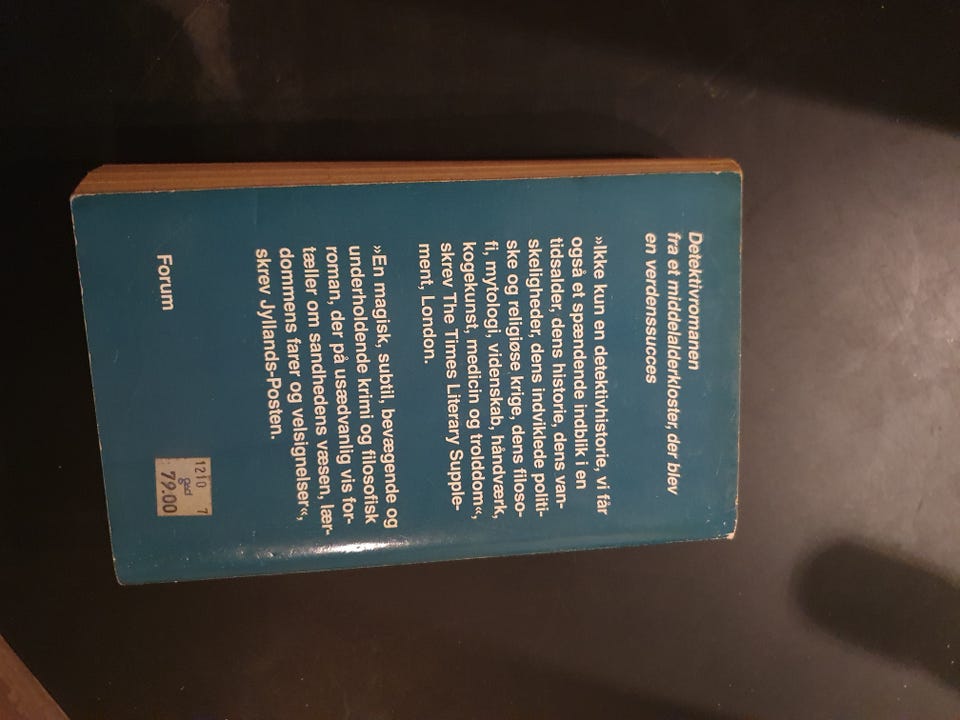 Detektivromanen
fra et middelalderkloster, der blev
en verdenssucces
»Ikke kun en detektivhistorie, vi får
også et spændende indblik i en
tidsalder, dens historie, dens van-
skeligheder, dens indviklede politi-
ske og religiøse krige, dens filoso-
fi, mytologi, videnskab, håndværk,
kogekunst, medicin og trolddom«,
skrev The Times Literary Supple-
ment, London.
»En magisk, subtil, bevægende og
underholdende krimi og filosofisk
roman, der på usædvanlig vis for-
tæller om sandhedens væsen, lær-
dommens farer og velsignelser«,
skrev Jyllands-Posten.
Forum
1210 7
gad
79.00